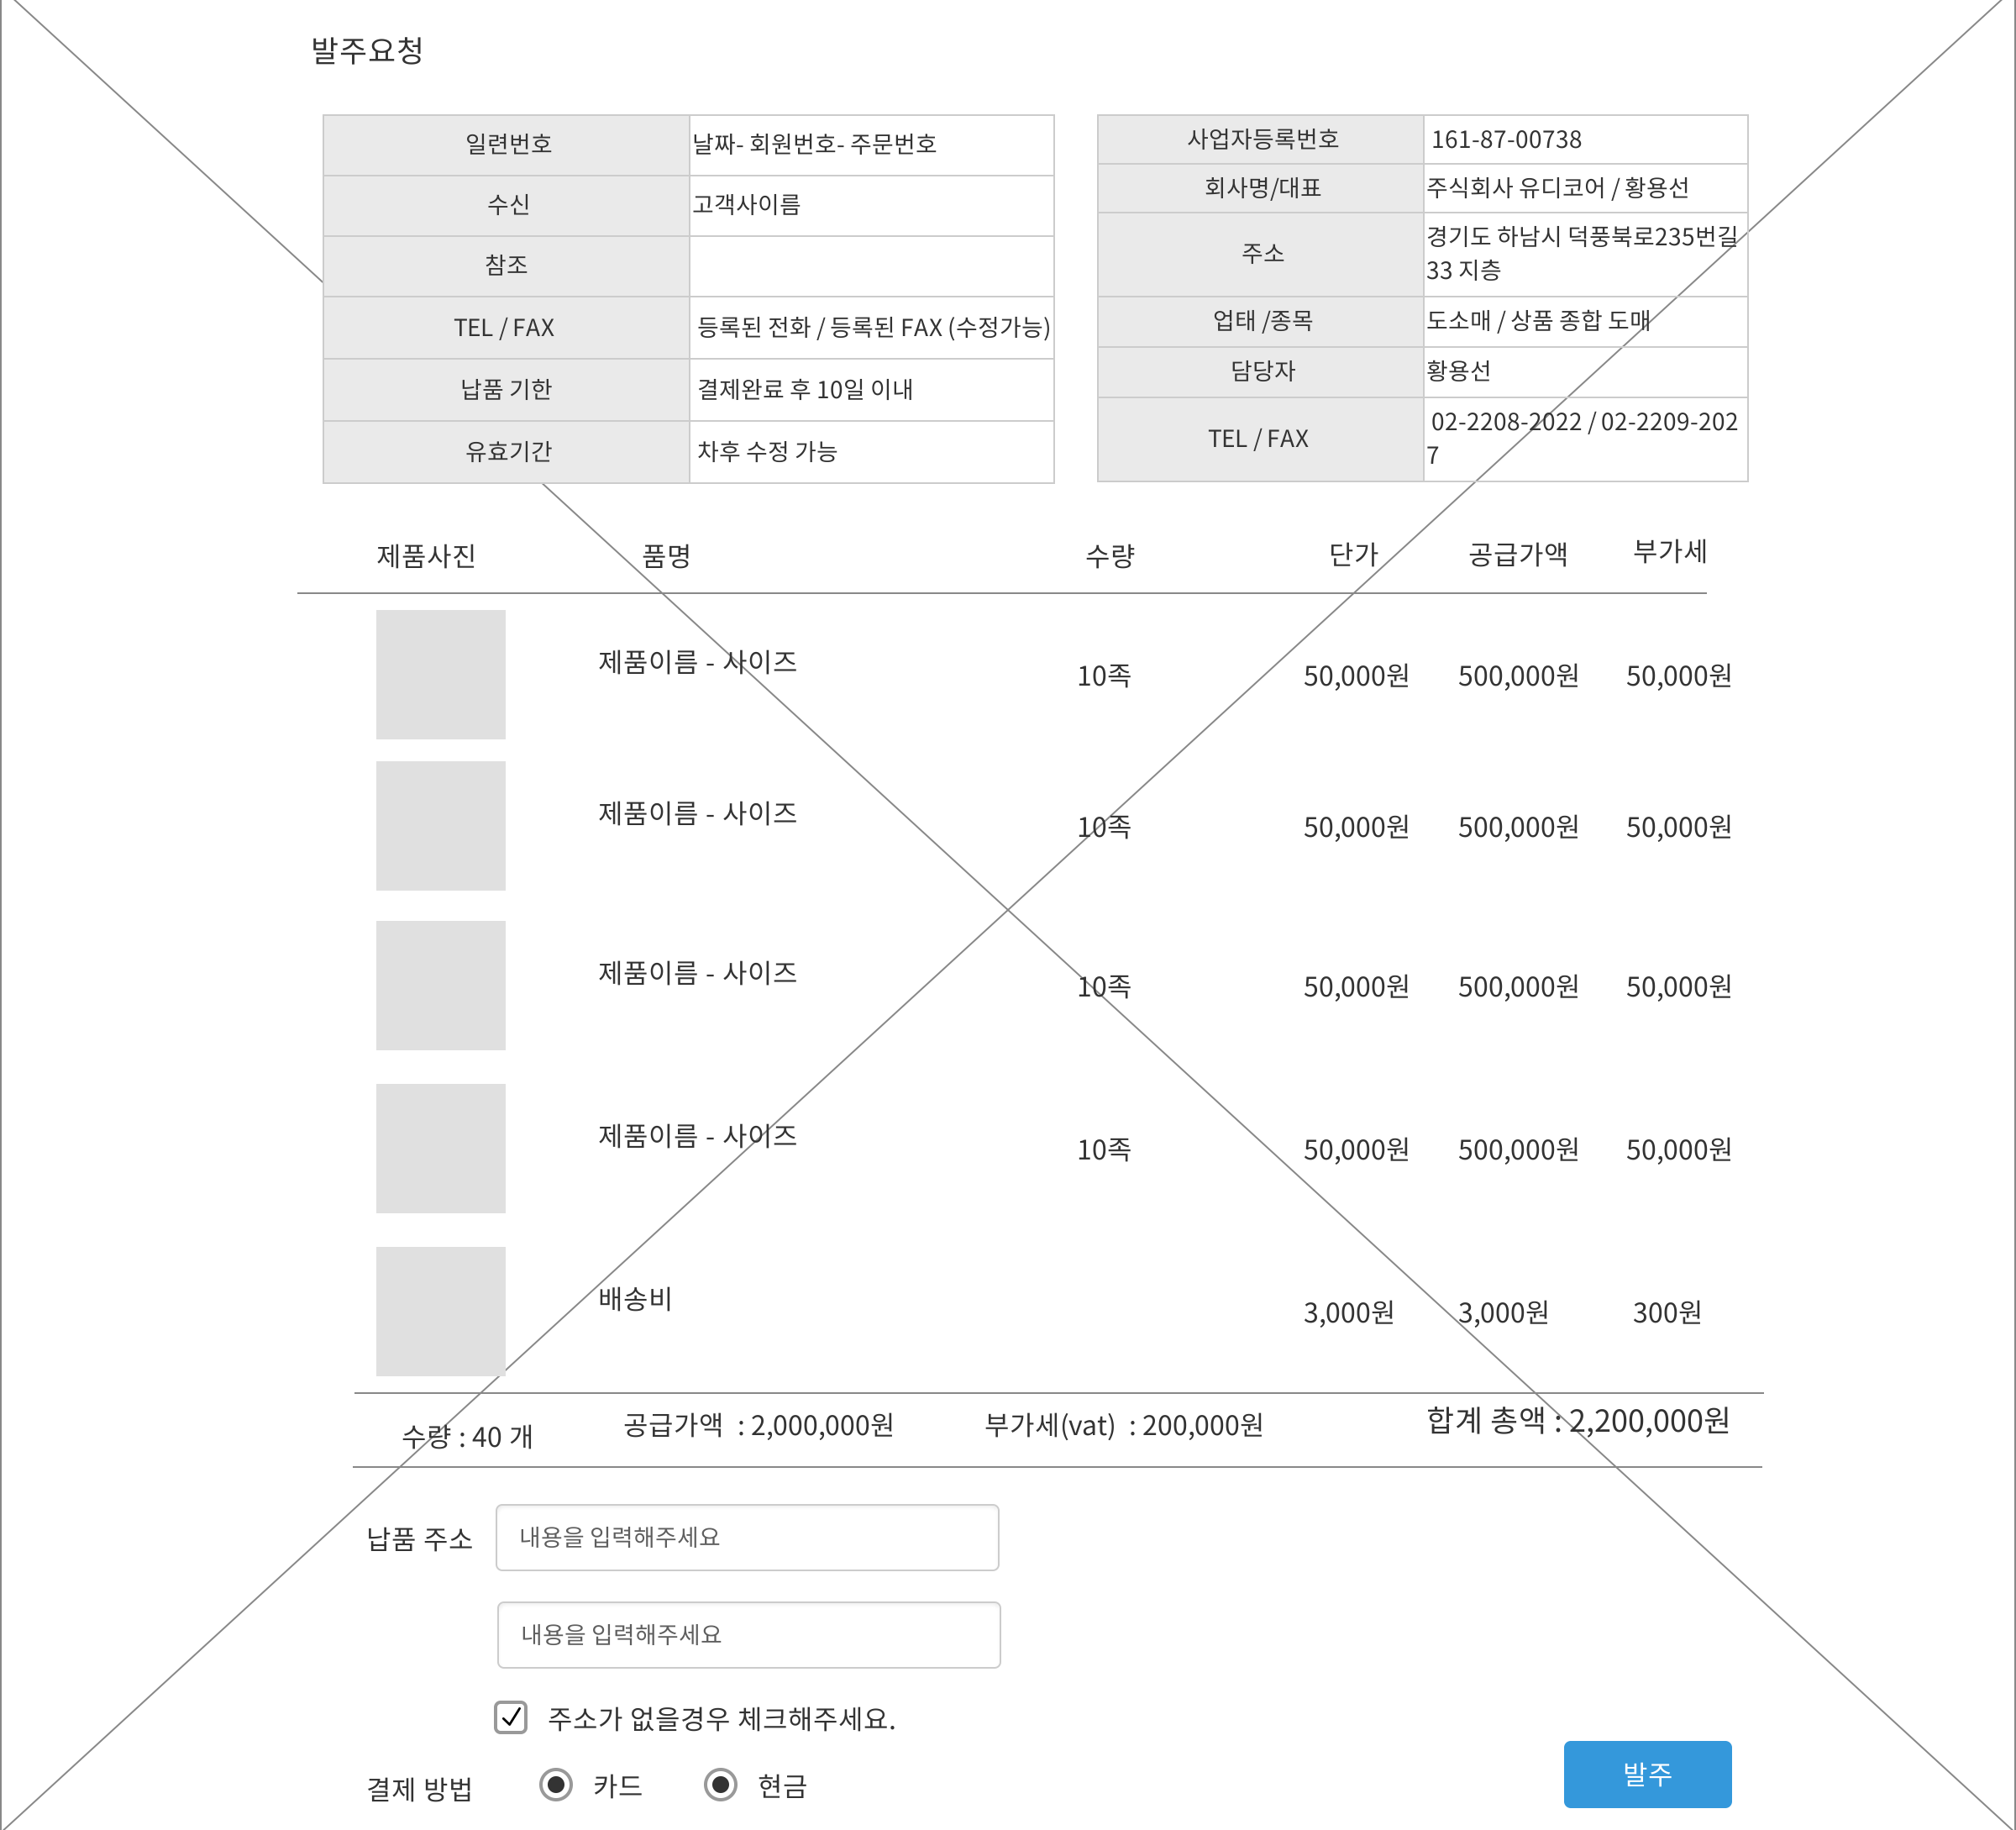 발주요청
일련번호 날짜- 회원번호- 주문번호
수신 고객사이름
참조
TEL / FAX 등록된 전화 / 등록된 FAX (수정가능)
납품 기한 결제완료 후 10일 이내
유효기간 차후 수정 가능
사업자등록번호 161-87-00738
회사명/대표 주식회사 유디코어 / 황용선
주소 경기도 하남시 덕풍북로235번길
33 지층
업태 /종목 도소매 / 상품 종합 도매
담당자 황용선
TEL / FAX 02-2208-2022 / 02-2209-202
7
제품사진 품명 수량 단가 공급가액 부가세
제품이름 - 사이즈 10족 50,000원 500,000원 50,000원
제품이름 - 사이즈 10족 50,000원 500,000원 50,000원
제품이름 - 사이즈 10족 50,000원 500,000원 50,000원
제품이름 - 사이즈 10족 50,000원 500,000원 50,000원
배송비 3,000원 3,000원 300원
수량 : 40 개 공급가액 : 2,000,000원 부가세(vat) : 200,000원 합계 총액 : 2,200,000원
납품 주소 내용을 입력해주세요
내용을 입력해주세요
주소가 없을경우 체크해주세요.
결제 방법 카드 현금
발주